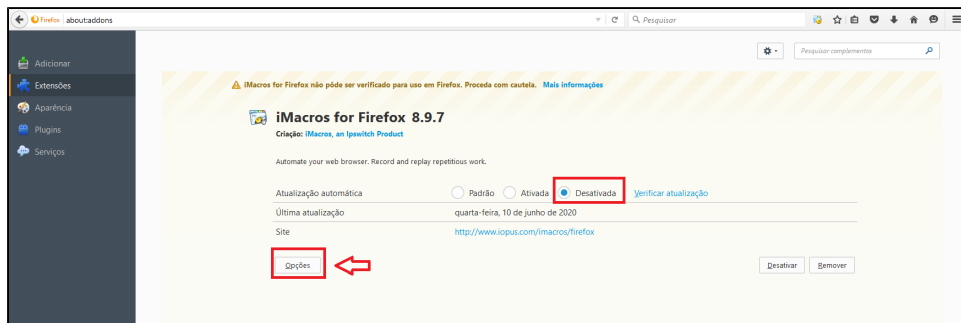 Firefox about:addons Pesquisar
Pesquisar complementos
Adicionar
Extensões
Aparência
Plugins
Serviços
iMacros for Firefox não pôde ser verificado para uso em Firefox. Proceda com cautela. Mais informações
iMacros for Firefox 8.9.7
Criação: iMacros, an Ipswitch Product
Automate your web browser. Record and replay repetitious work.
Atualização automática Padrão Ativada Desativada Verificar atualização
Última atualização quarta-feira, 10 de junho de 2020
Site http://www.iopus.com/imacros/firefox
Opções Desativar Remover